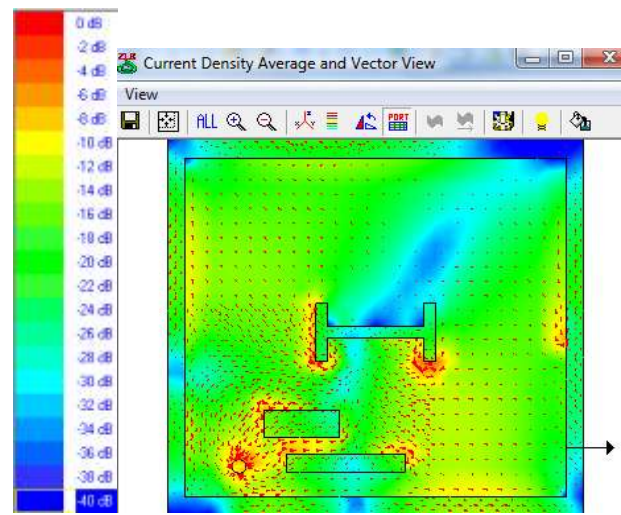 0 dB
-2 dB
-4 dB
-6 dB
-8 dB
-10 dB
-12 dB
-14 dB
-16 dB
-18 dB
-20 dB
-22 dB
-24 dB
-26 dB
-28 dB
-30 dB
-32 dB
-34 dB
-36 dB
-38 dB
-40 dB
Current Density Average and Vector View
View
ALL PORT